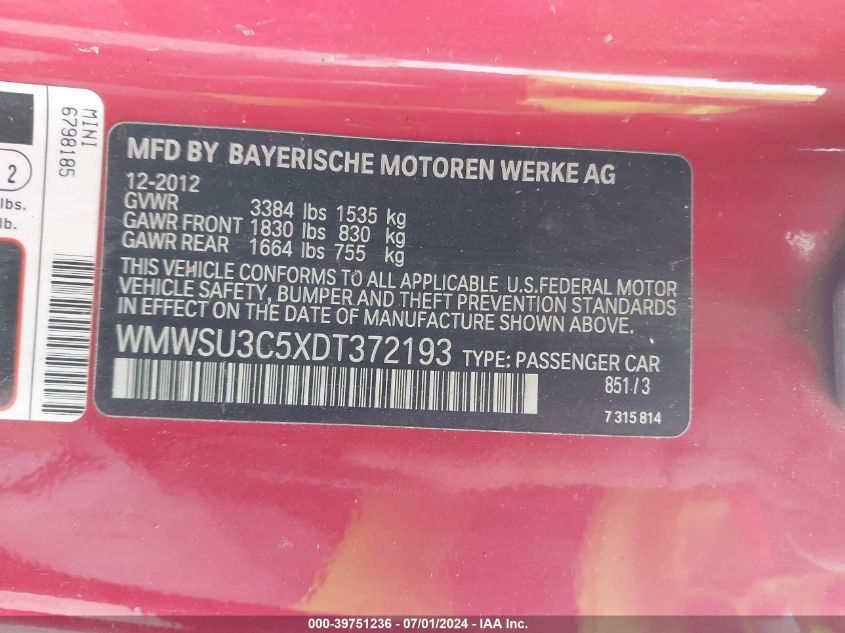 MINI
6798185
2
lbs.
lb.
MFD BY BAYERISCHE MOTOREN WERKE AG
12-2012
GVWR 3384 lbs 1535 kg
GAWR FRONT 1830 lbs 830 kg
GAWR REAR 1664 lbs 755 kg
THIS VEHICLE CONFORMS TO ALL APPLICABLE U.S.FEDERAL MOTOR
VEHICLE SAFETY, BUMPER AND THEFT PREVENTION STANDARDS
IN EFFECT ON THE DATE OF MANUFACTURE SHOWN ABOVE.
WMWSU3C5XDT372193 TYPE: PASSENGER CAR
851/3
7 315 814
000-39751236 - 07/01/2024 - IAA Inc.